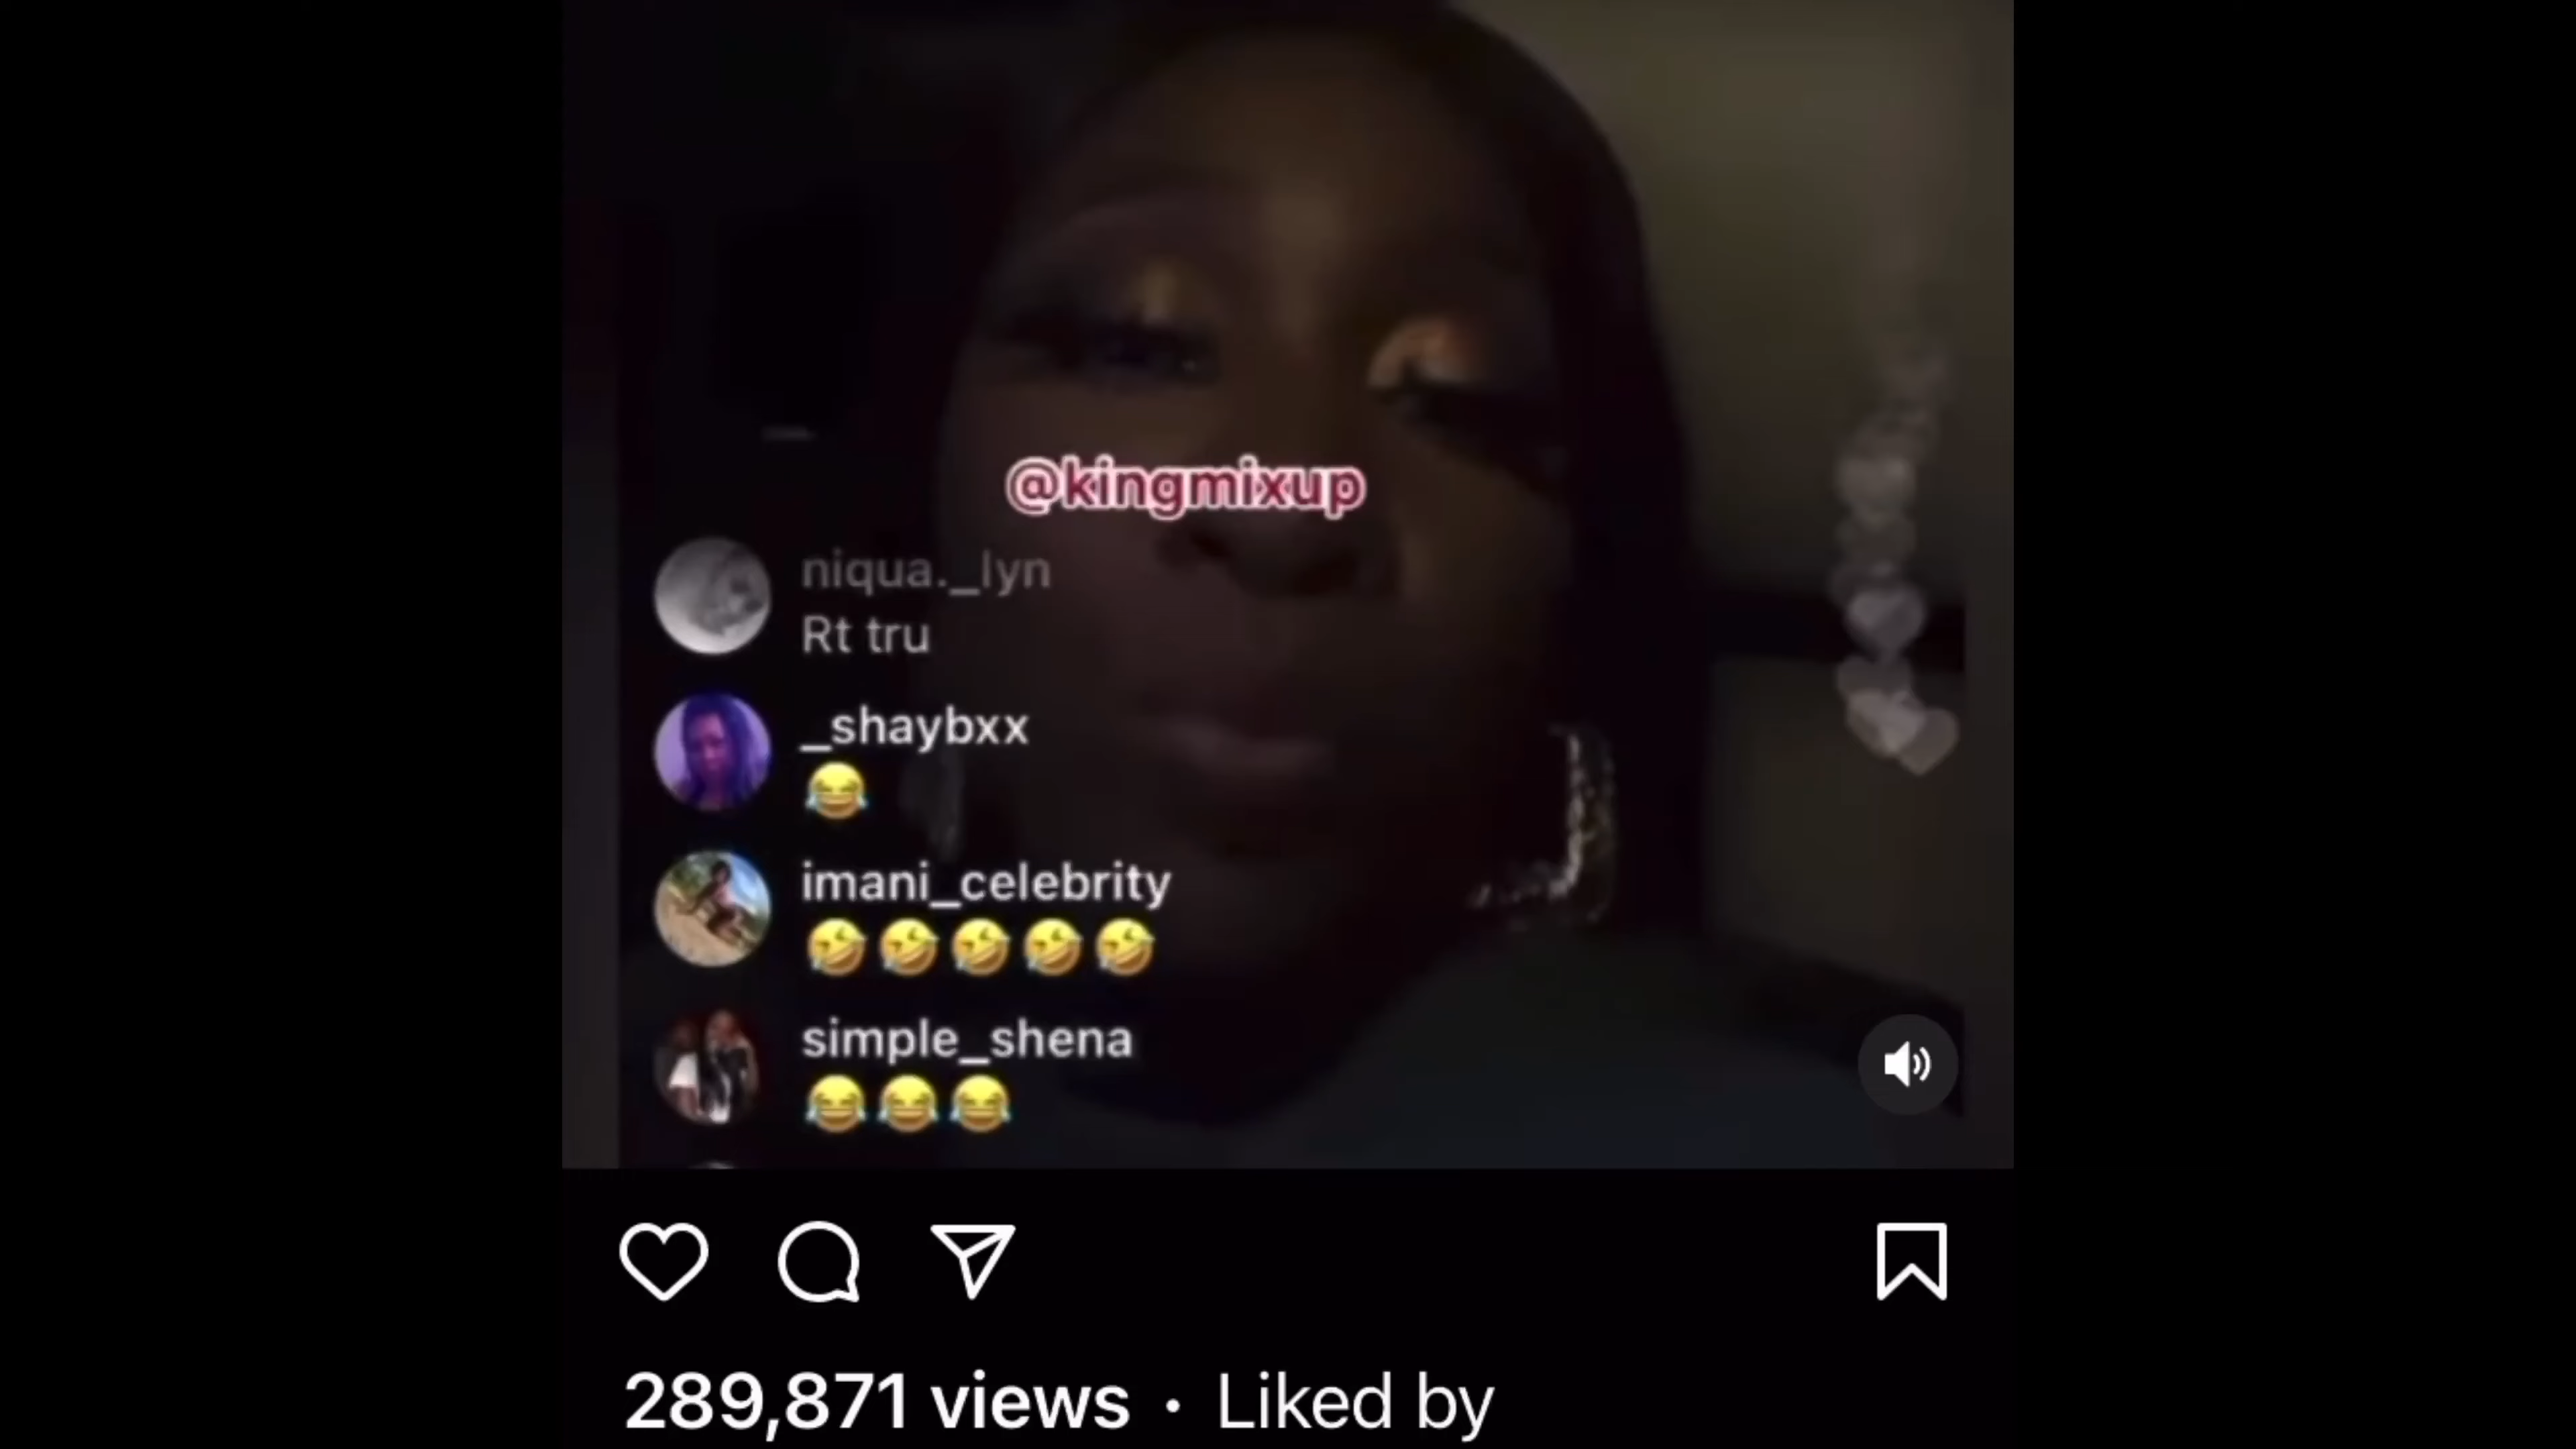 @kingmixup
niqua._lyn
Rt tru
_shaybxx
😂
imani_celebrity
🤣🤣🤣🤣🤣
simple_shena
😂😂😂
289,871 views · Liked by